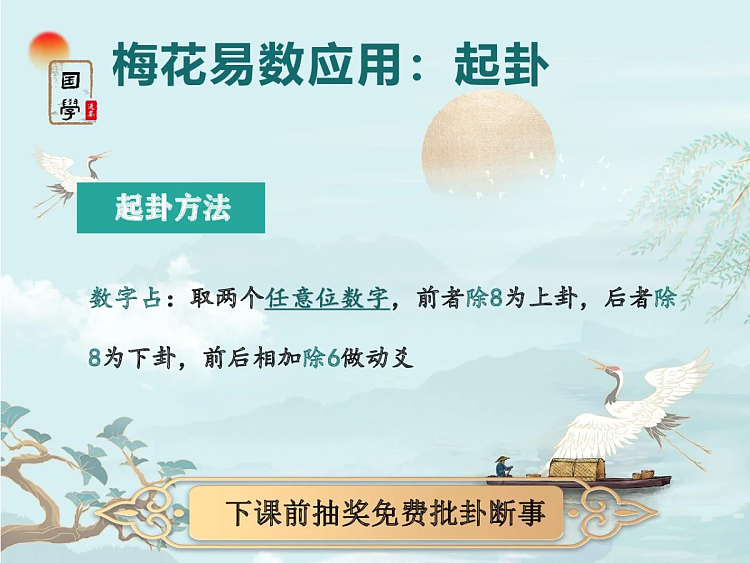 梅花易数应用：起卦
国
學
起卦方法
数字占：取两个任意位数字，前者除8为上卦，后者除
8为下卦，前后相加除6做动爻
下课前抽奖免费批卦断事